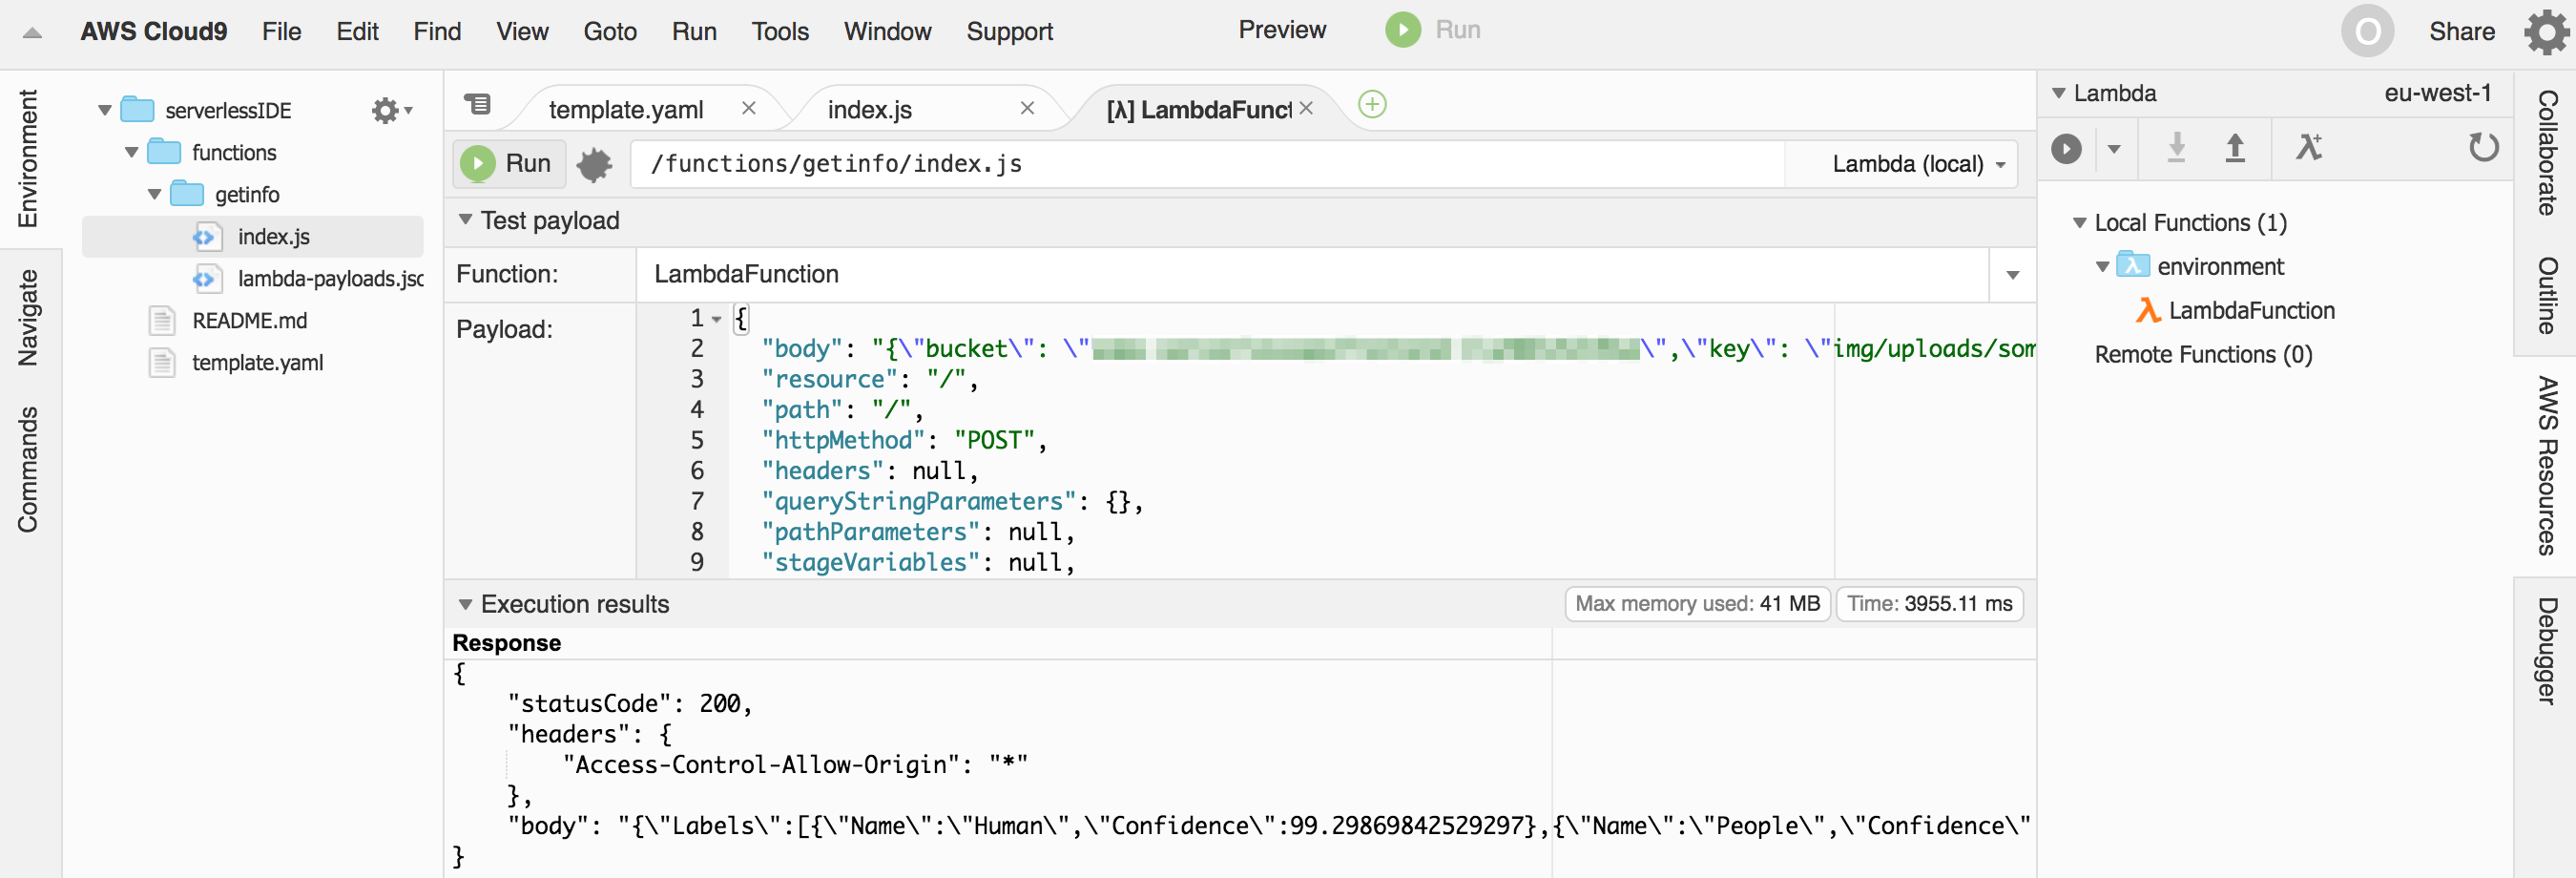 AWS Cloud9 File Edit Find View Goto Run Tools Window Support Preview Run O Share
Environment
Navigate
Commands
serverlessIDE
functions
getinfo
index.js
lambda-payloads.jsc
README.md
template.yaml
template.yaml index.js [λ] LambdaFunct
Run /functions/getinfo/index.js Lambda (local)
Test payload
Function: LambdaFunction
Payload:
1 {
2 "body": "{\"bucket\": \"\",\"key\": \"img/uploads/som
3 "resource": "/",
4 "path": "/",
5 "httpMethod": "POST",
6 "headers": null,
7 "queryStringParameters": {},
8 "pathParameters": null,
9 "stageVariables": null,
Execution results Max memory used: 41 MB Time: 3955.11 ms
Response
{
"statusCode": 200,
"headers": {
"Access-Control-Allow-Origin": "*"
},
"body": "{\"Labels\":[{\"Name\":\"Human\",\"Confidence\":99.29869842529297},{\"Name\":\"People\",\"Confidence\"
}
Lambda eu-west-1
Local Functions (1)
environment
LambdaFunction
Remote Functions (0)
Collaborate
Outline
AWS Resources
Debugger